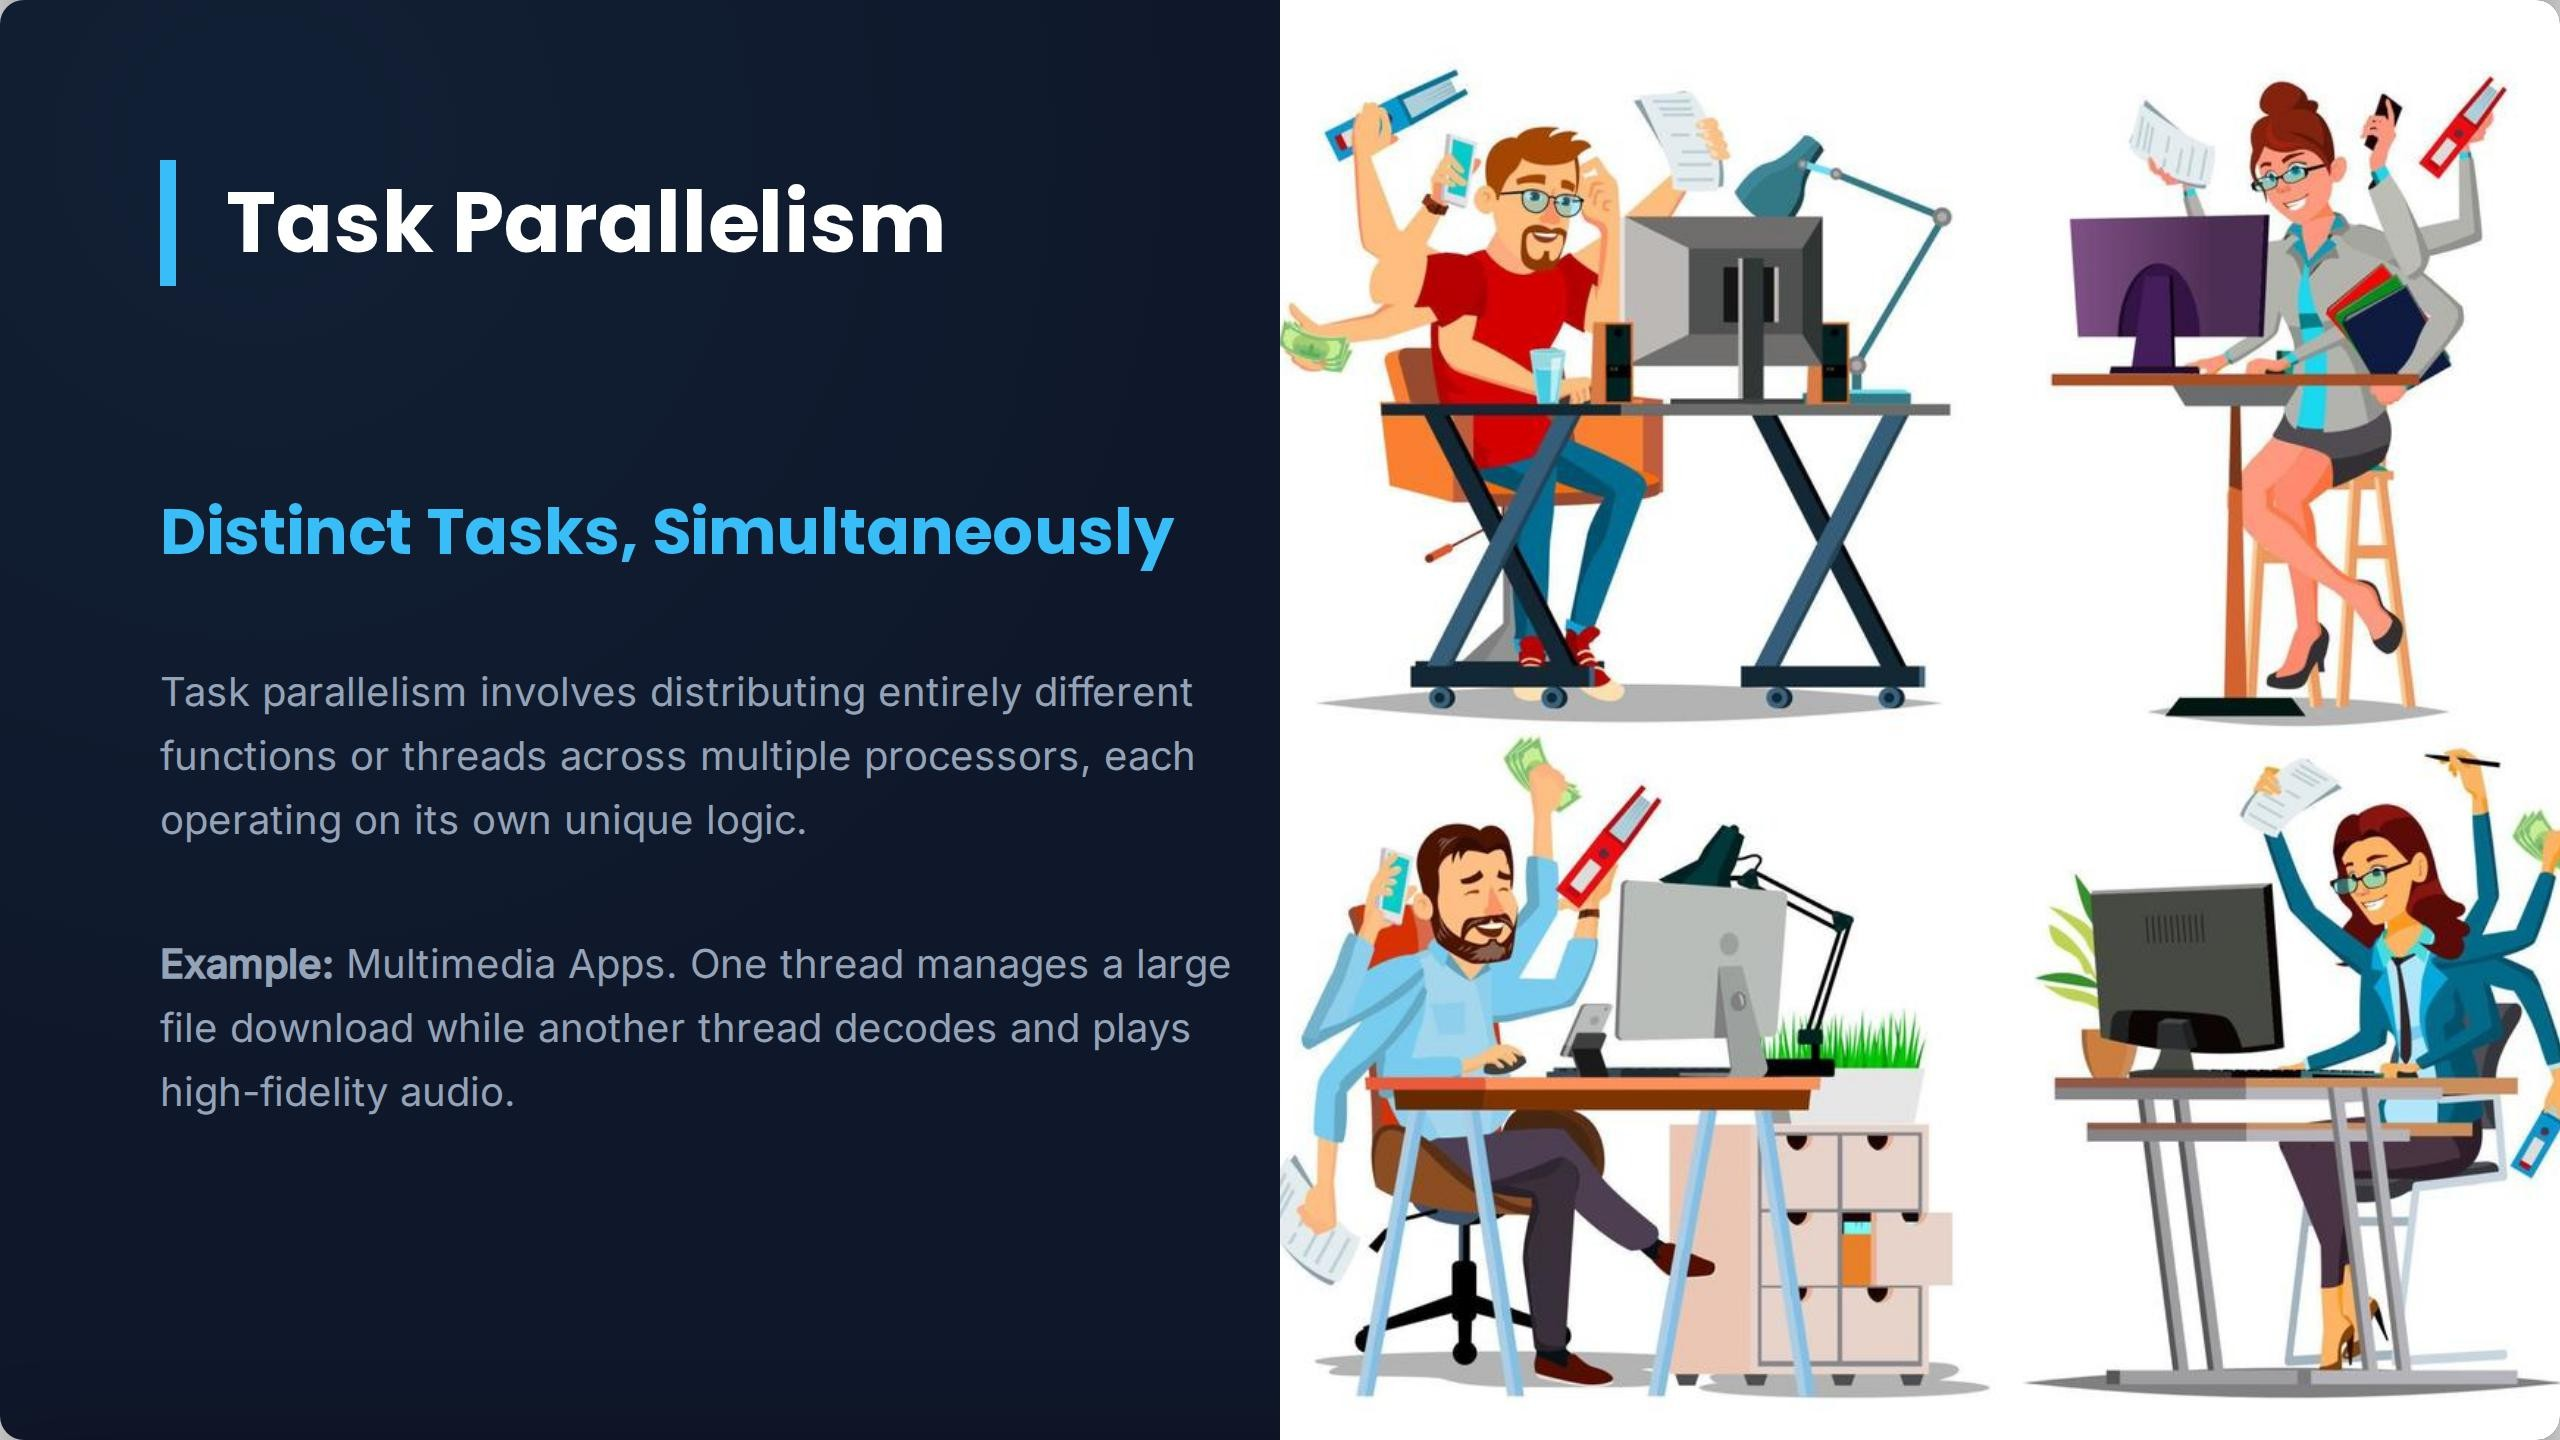 Task Parallelism
Distinct Tasks, Simultaneously
Task parallelism involves distributing entirely different
functions or threads across multiple processors, each
operating on its own unique logic.
Example: Multimedia Apps. One thread manages a large
file download while another thread decodes and plays
high-fidelity audio.